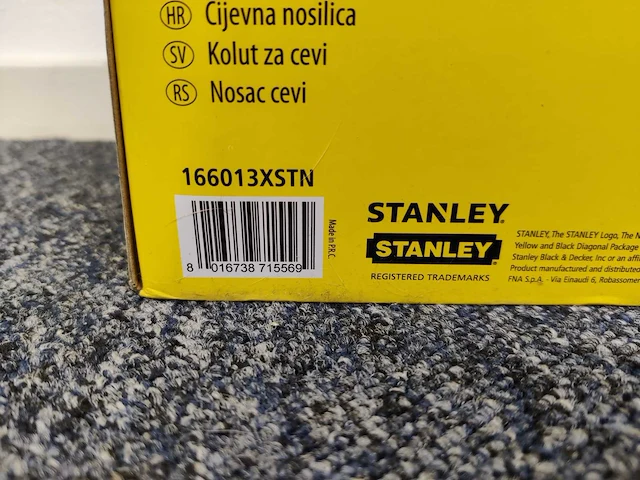 HR Cijevna nosilica
SV Kolut za cevi
RS Nosac cevi
166013XSTN
8 016738 715569
Made in P.R.C.
STANLEY
STANLEY
REGISTERED TRADEMARKS
STANLEY, The STANLEY Logo, The N
Yellow and Black Diagonal Package
Stanley Black & Decker, Inc or an affi
Product manufactured and distributed
FNA S.p.A. - Via Einaudi 6, Robassomer